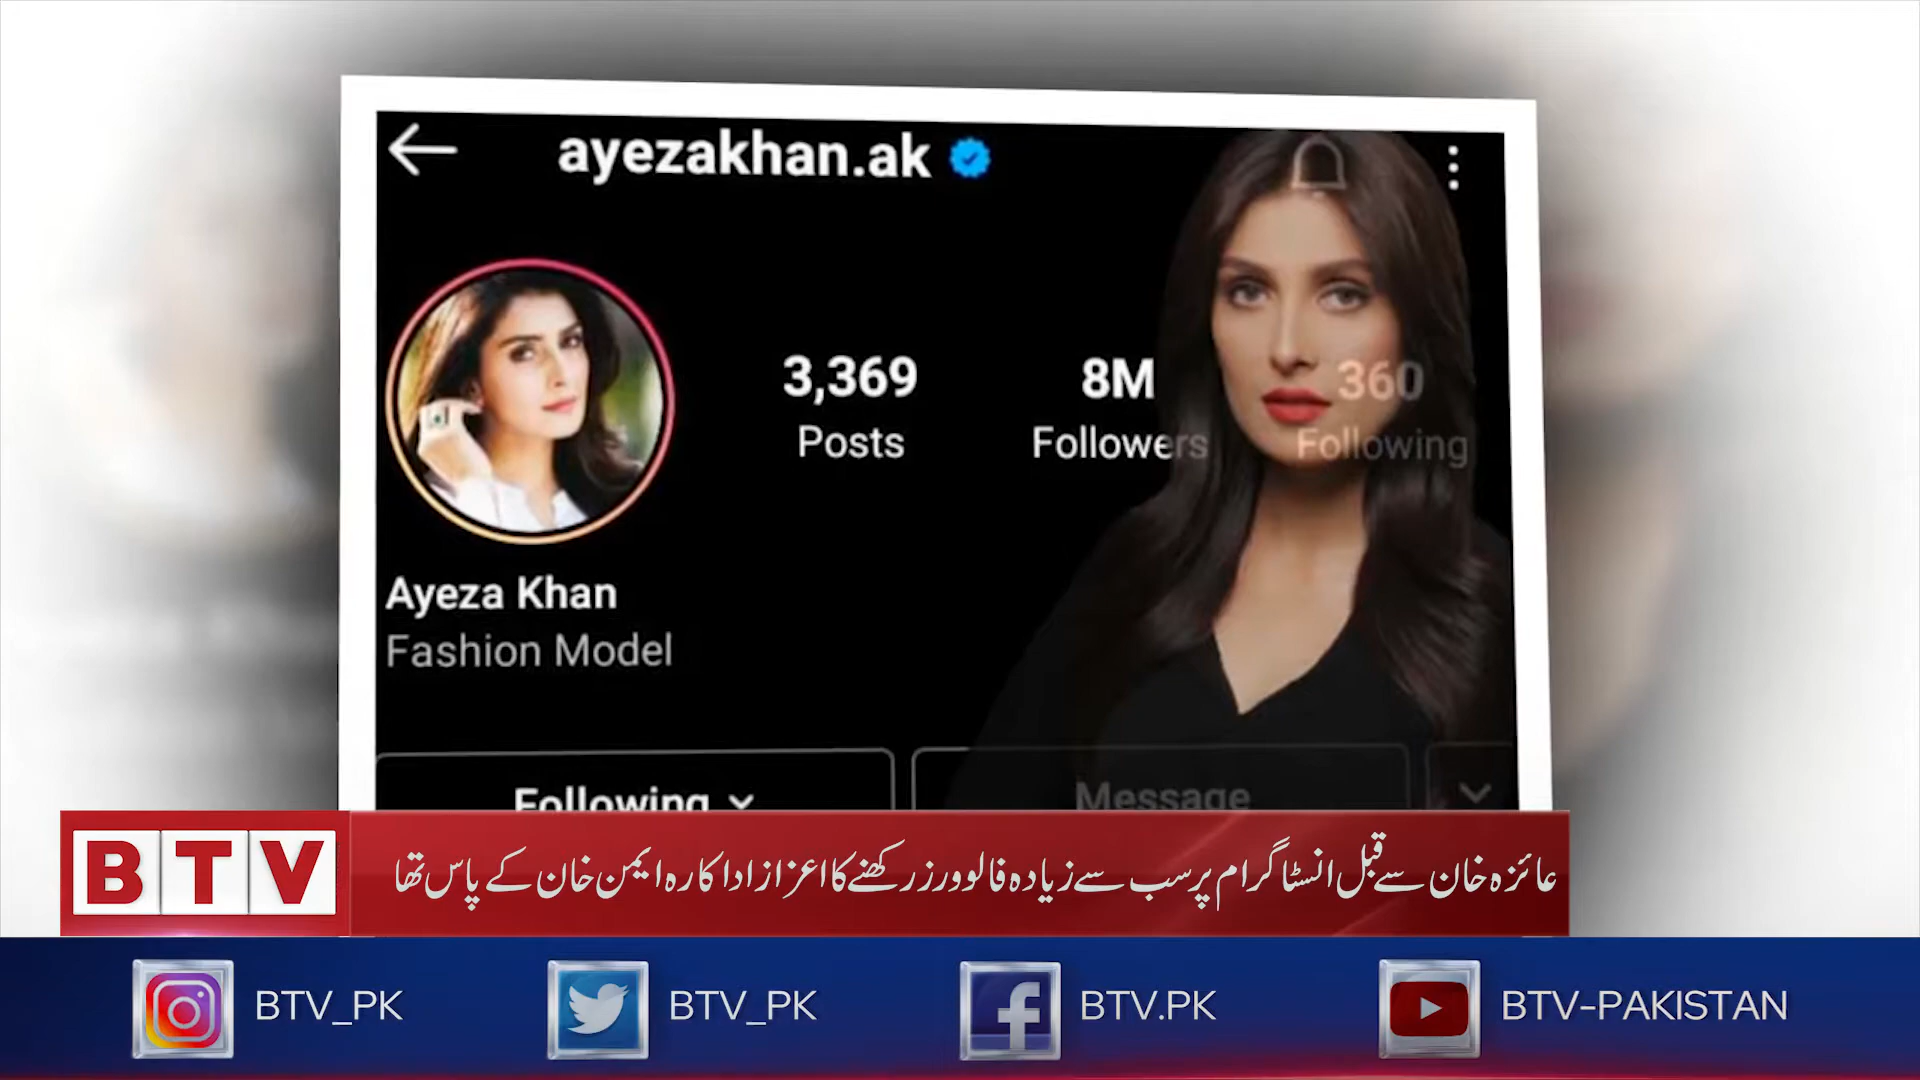 ayezakhan.ak
3,369 8M 360
Posts Followers Following
Ayeza Khan
Fashion Model
Following Message
BTV
عائزہ خان سے قبل انسٹاگرام پر سب سے زیادہ فالوورز رکھنے کا اعزاز اداکارہ ایمن خان کے پاس تھا
BTV_PK BTV_PK BTV.PK BTV-PAKISTAN